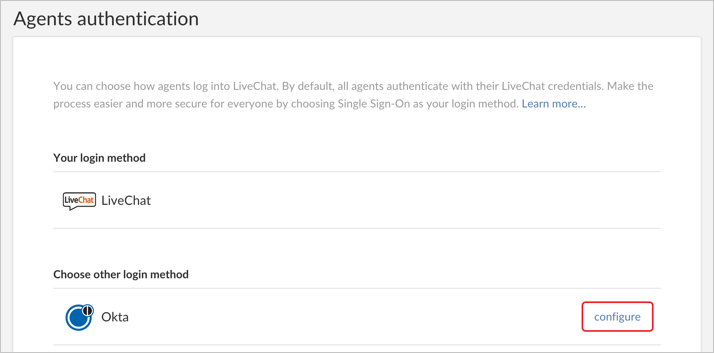 Agents authentication
You can choose how agents log into LiveChat. By default, all agents authenticate with their LiveChat credentials. Make the
process easier and more secure for everyone by choosing Single Sign-On as your login method. Learn more...
Your login method
LiveChat LiveChat
Choose other login method
Okta configure